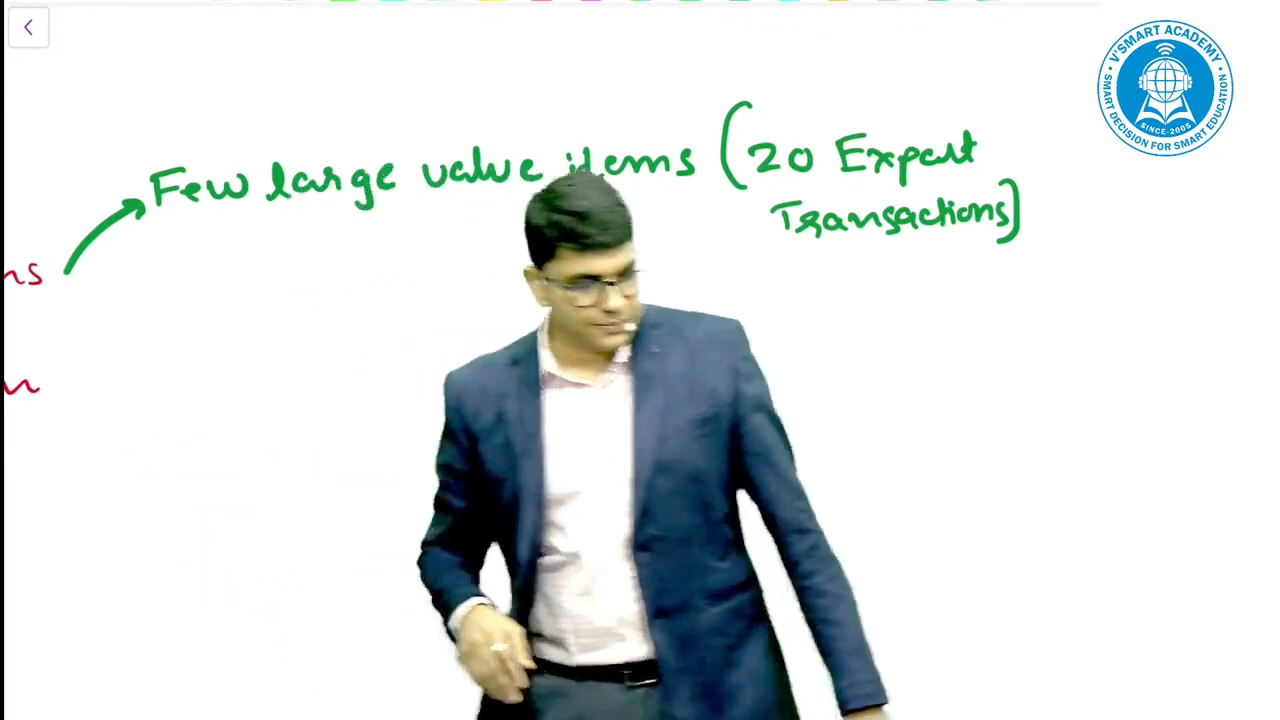 V'SMART ACADEMY
SMART DECISION FOR SMART EDUCATION
SINCE-2005
Few large value items (20 Export
Transactions)